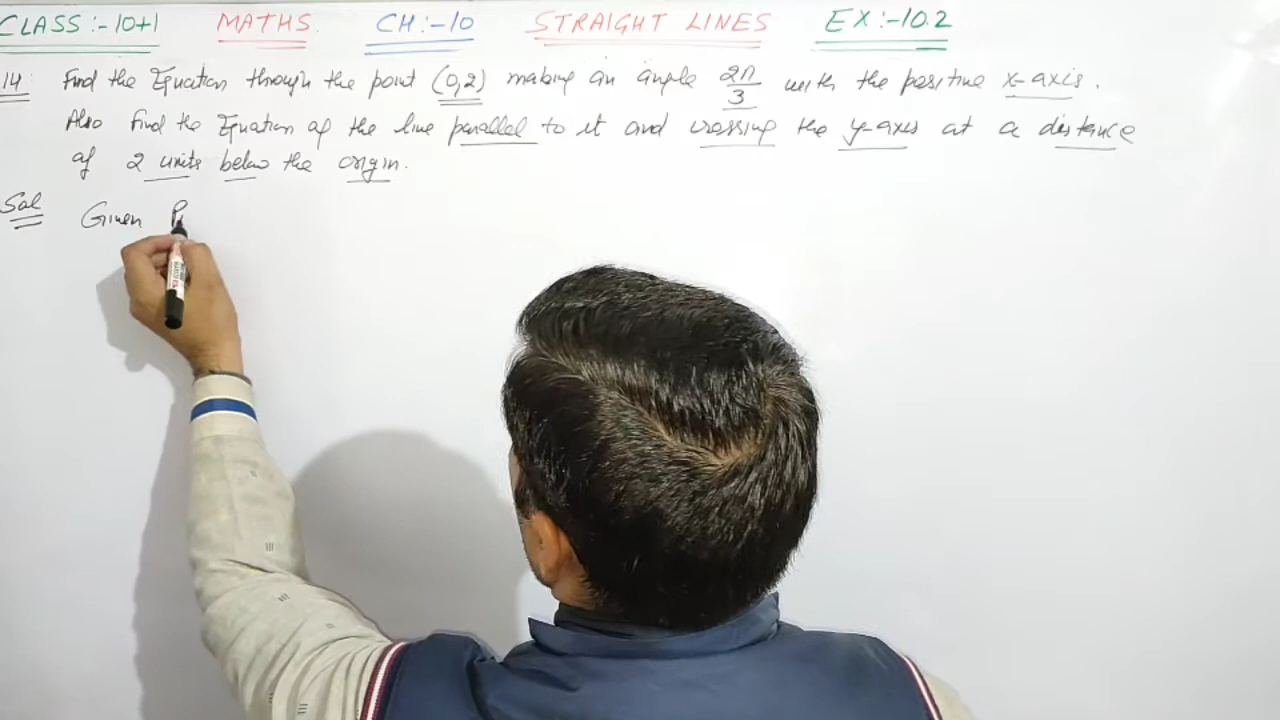 CLASS :- 10+1 MATHS. CH:-10 STRAIGHT LINES EX:-10.2
14. Find the Equation through the point (0,2) making an angle 2π/3 with the positive x-axis.
Also find the Equation of the line parallel to it and crossing the y-axis at a distance
of 2 units below the origin.
Sol Given P